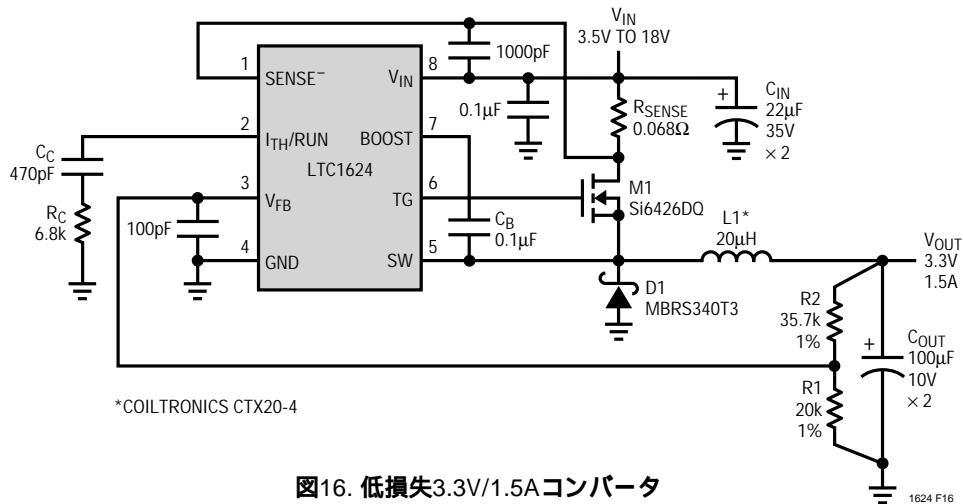 V_IN
3.5V TO 18V
1000pF
1
SENSE⁻
V_IN
8
0.1µF
R_SENSE
0.068Ω
+
C_IN
22µF
35V
× 2
2
I_TH/RUN
BOOST
7
LTC1624
C_C
470pF
R_C
6.8k
3
V_FB
TG
6
M1
Si6426DQ
100pF
C_B
0.1µF
4
GND
SW
5
L1*
20µH
V_OUT
3.3V
1.5A
D1
MBRS340T3
R2
35.7k
1%
+
C_OUT
100µF
10V
× 2
R1
20k
1%
*COILTRONICS CTX20-4
図16. 低損失3.3V/1.5Aコンバータ
1624 F16